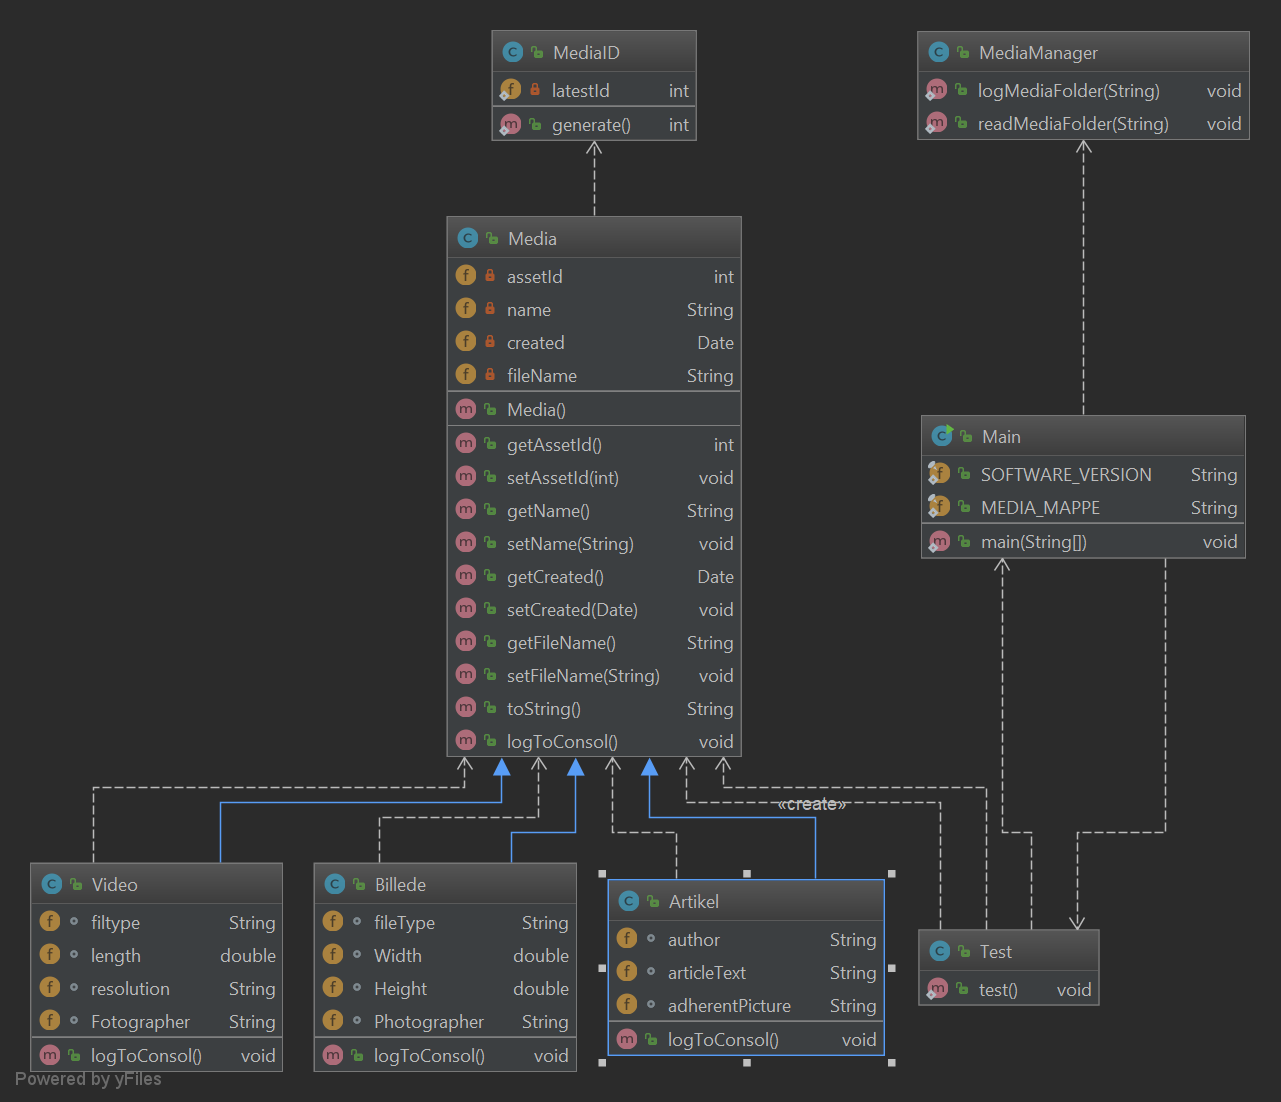 MediaID
latestId int
generate() int
MediaManager
logMediaFolder(String) void
readMediaFolder(String) void
Media
assetId int
name String
created Date
fileName String
Media()
getAssetId() int
setAssetId(int) void
getName() String
setName(String) void
getCreated() Date
setCreated(Date) void
getFileName() String
setFileName(String) void
toString() String
logToConsol() void
Main
SOFTWARE_VERSION String
MEDIA_MAPPE String
main(String[]) void
«create»
Video
filtype String
length double
resolution String
Fotographer String
logToConsol() void
Billede
fileType String
Width double
Height double
Photographer String
logToConsol() void
Artikel
author String
articleText String
adherentPicture String
logToConsol() void
Test
test() void
Powered by yFiles